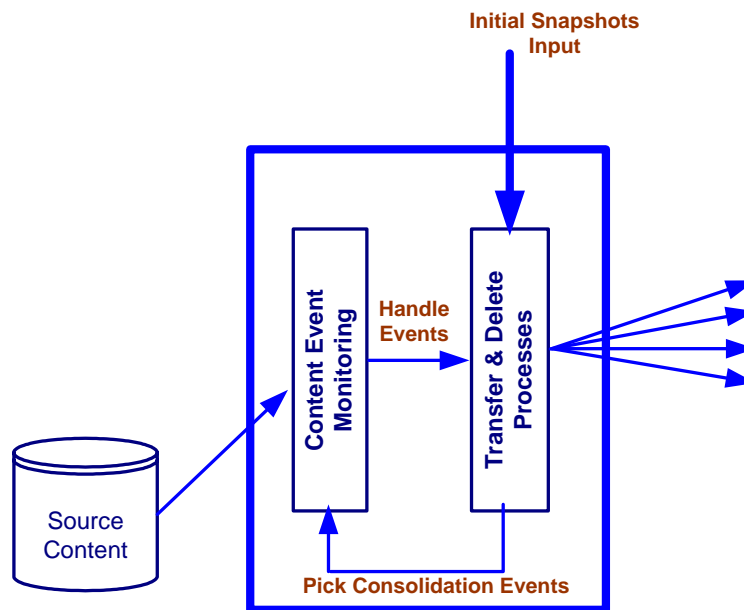 Initial Snapshots
Input
Content Event
Monitoring
Handle
Events
Transfer & Delete
Processes
Source
Content
Pick Consolidation Events